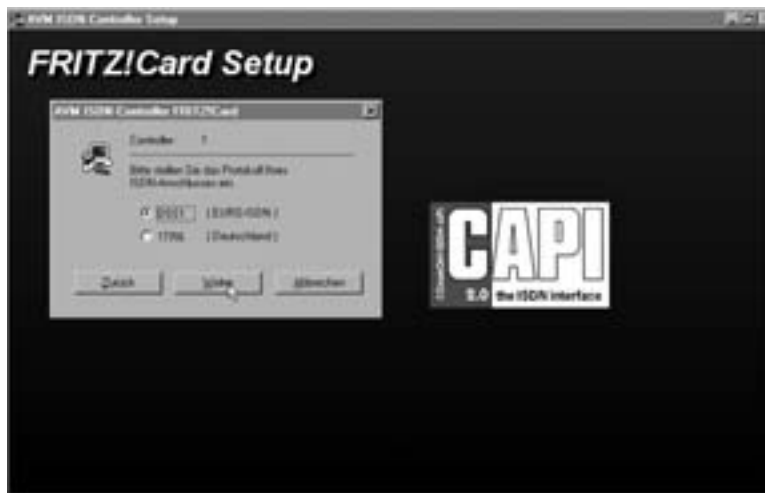 AVM ISDN Controller Setup
FRITZ!Card Setup
AVM ISDN Controller FRITZ!Card
Controller 1
Bitte stellen Sie das Protokoll Ihres
ISDN-Anschlusses ein.
DSS1 (EURO-ISDN)
1TR6 (Deutschland)
Zurück Weiter Abbrechen
CAPI
2.0 the ISDN interface